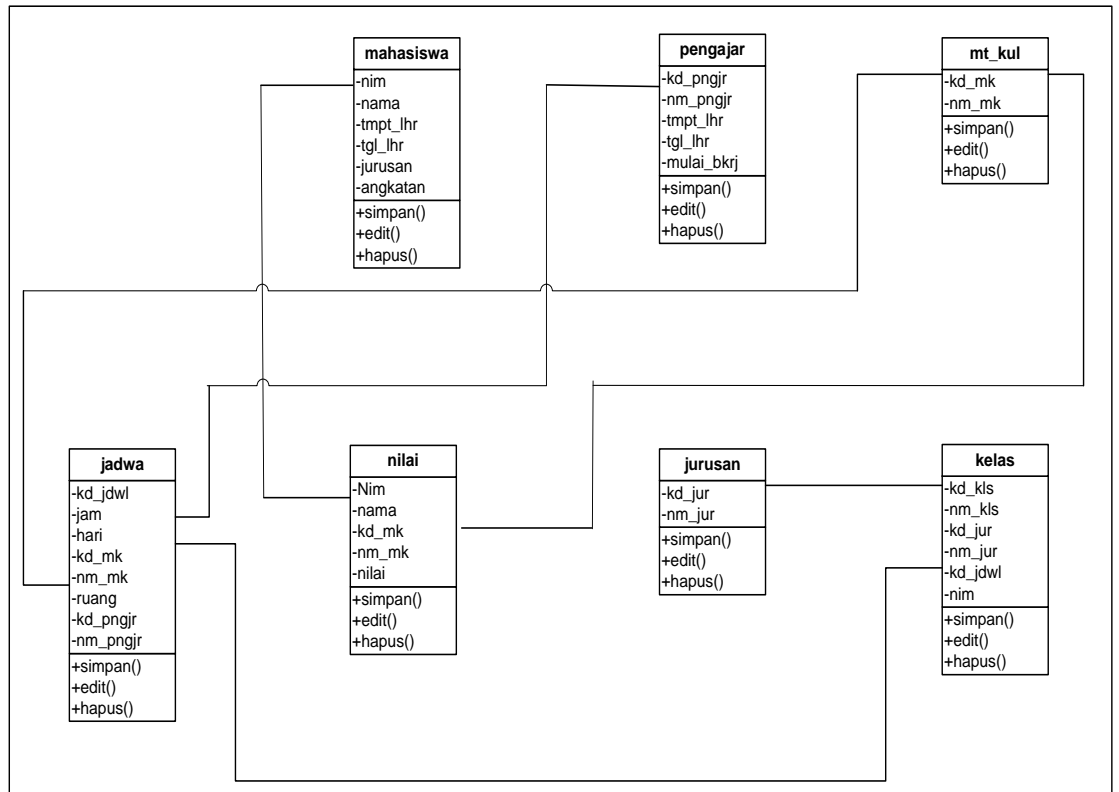 mahasiswa
-nim
-nama
-tmpt_lhr
-tgl_lhr
-jurusan
-angkatan
+simpan()
+edit()
+hapus()
pengajar
-kd_pngjr
-nm_pngjr
-tmpt_lhr
-tgl_lhr
-mulai_bkrj
+simpan()
+edit()
+hapus()
mt_kul
-kd_mk
-nm_mk
+simpan()
+edit()
+hapus()
jadwa
-kd_jdwl
-jam
-hari
-kd_mk
-nm_mk
-ruang
-kd_pngjr
-nm_pngjr
+simpan()
+edit()
+hapus()
nilai
-Nim
-nama
-kd_mk
-nm_mk
-nilai
+simpan()
+edit()
+hapus()
jurusan
-kd_jur
-nm_jur
+simpan()
+edit()
+hapus()
kelas
-kd_kls
-nm_kls
-kd_jur
-nm_jur
-kd_jdwl
-nim
+simpan()
+edit()
+hapus()